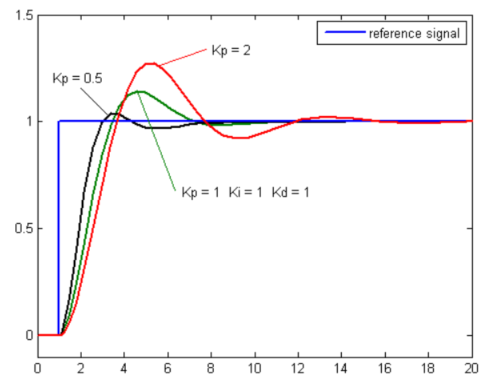 1.5
reference signal
Kp = 2
Kp = 0.5
1
Kp = 1 Ki = 1 Kd = 1
0.5
0
0 2 4 6 8 10 12 14 16 18 20